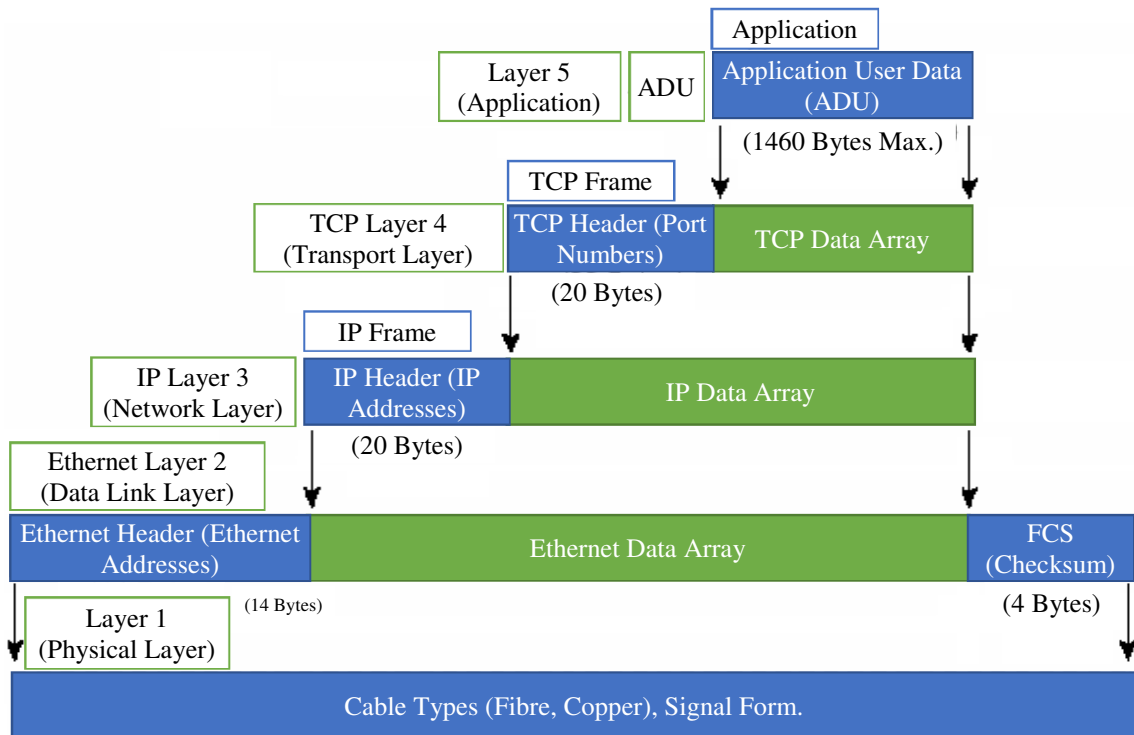 Application
Layer 5
(Application)
ADU
Application User Data
(ADU)
(1460 Bytes Max.)
TCP Frame
TCP Layer 4
(Transport Layer)
TCP Header (Port
Numbers)
TCP Data Array
(20 Bytes)
IP Frame
IP Layer 3
(Network Layer)
IP Header (IP
Addresses)
IP Data Array
(20 Bytes)
Ethernet Layer 2
(Data Link Layer)
Ethernet Header (Ethernet
Addresses)
Ethernet Data Array
FCS
(Checksum)
(14 Bytes)
(4 Bytes)
Layer 1
(Physical Layer)
Cable Types (Fibre, Copper), Signal Form.